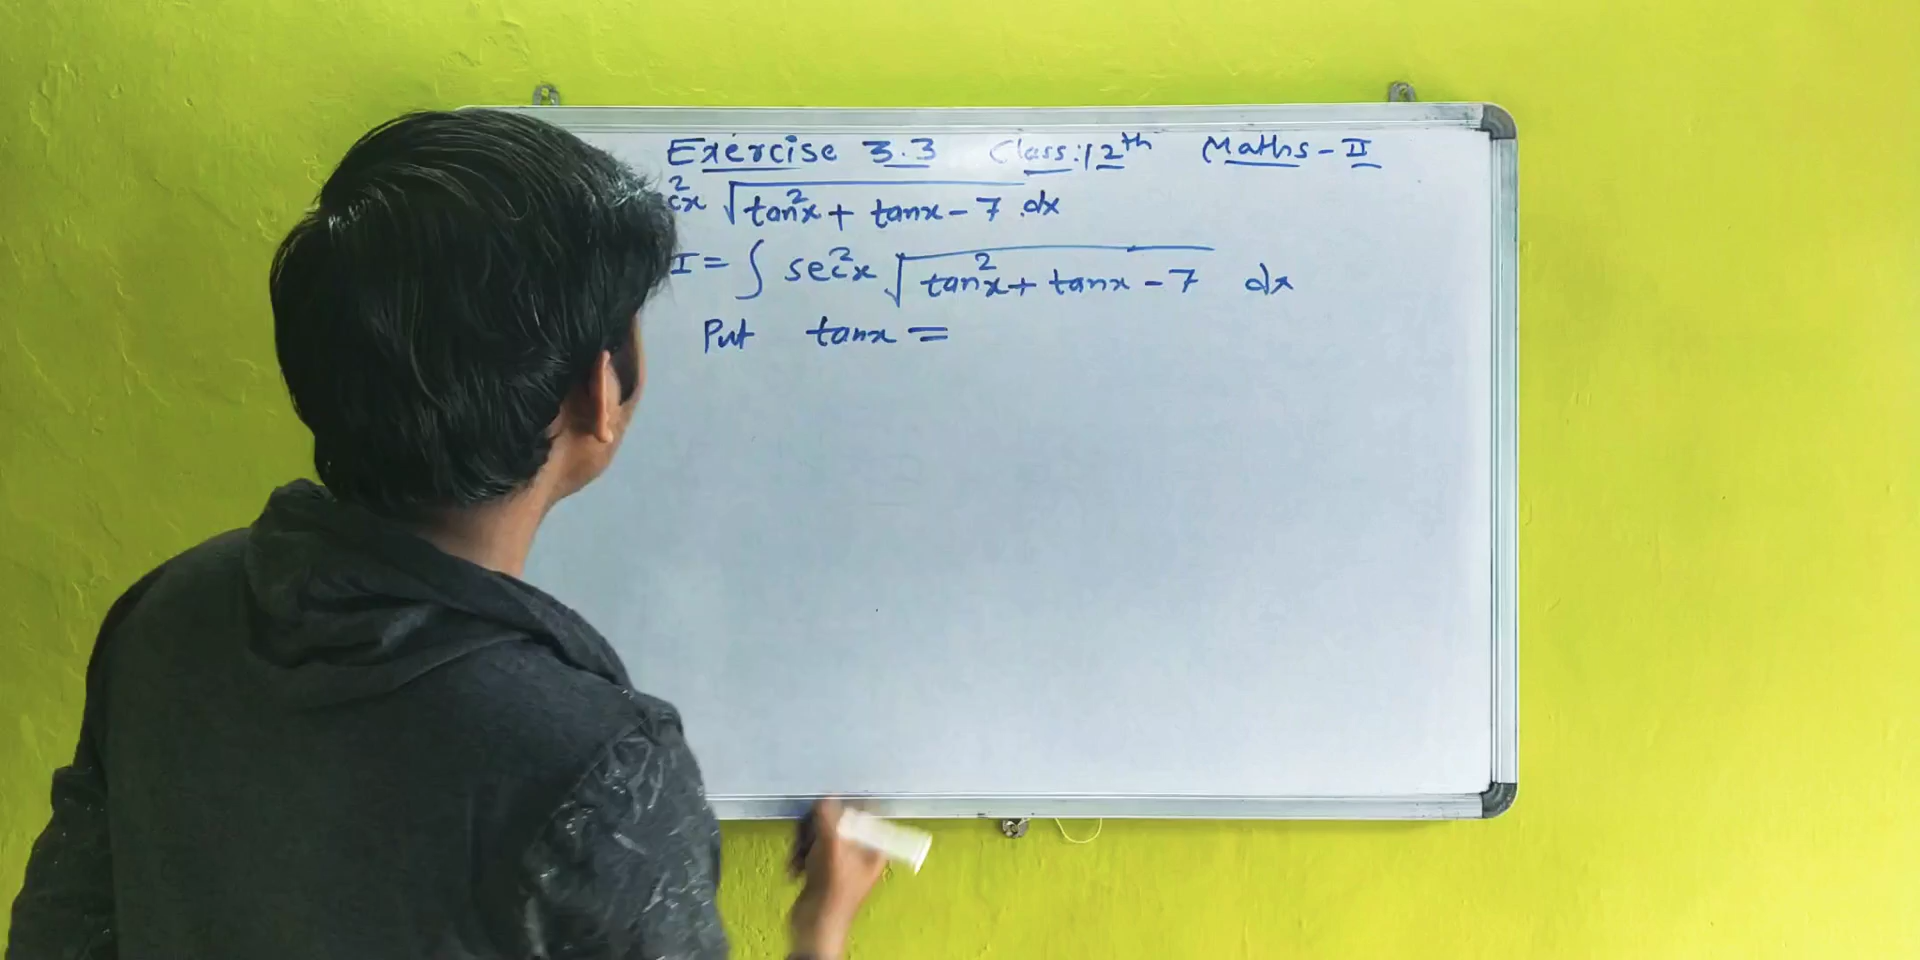 Exercise 3.3 Class:12th Maths-II
cx² √tan²x + tanx - 7 .dx
I = ∫ sec²x √tan²x + tanx - 7 dx
Put tanx =